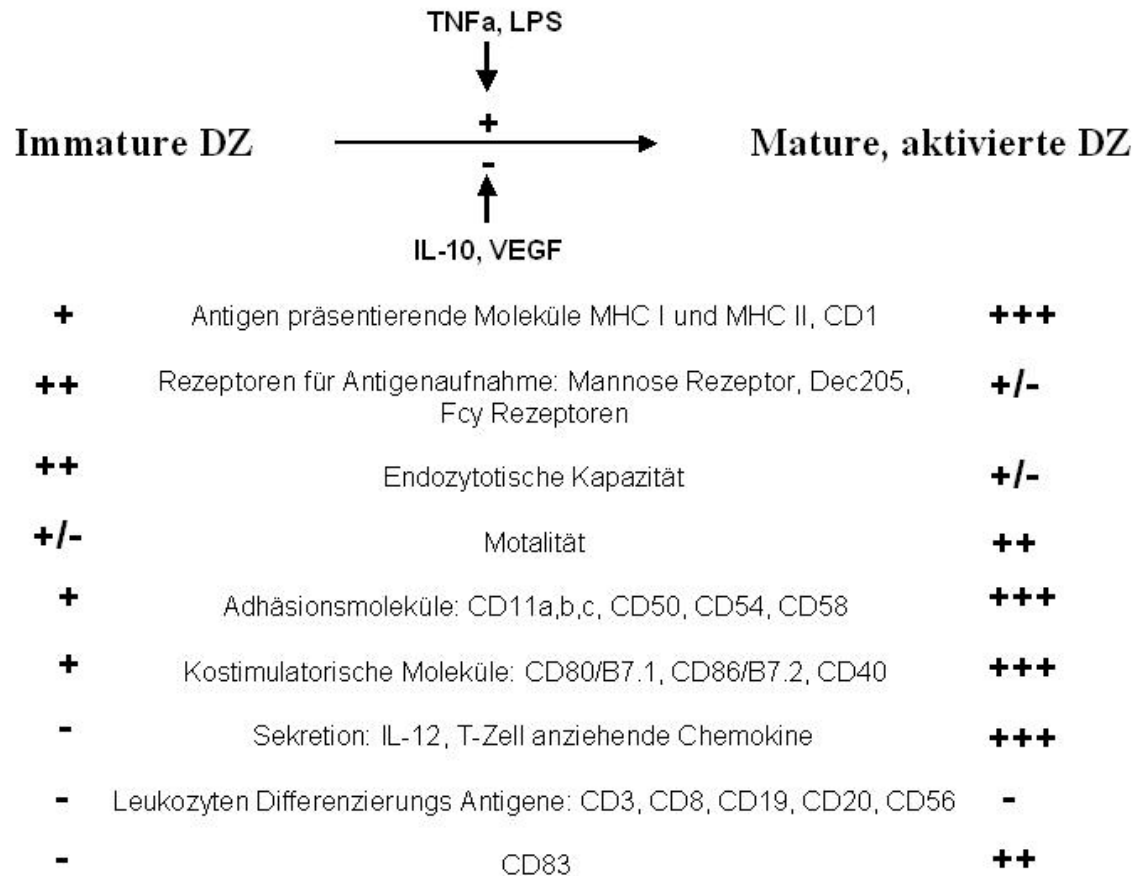 TNFa, LPS
+
Immature DZ Mature, aktivierte DZ
-
IL-10, VEGF
+ Antigen präsentierende Moleküle MHC I und MHC II, CD1 +++
++ Rezeptoren für Antigenaufnahme: Mannose Rezeptor, Dec205, +/-
Fcy Rezeptoren
++ Endozytotische Kapazität +/-
+/- Motalität ++
+ Adhäsionsmoleküle: CD11a,b,c, CD50, CD54, CD58 +++
+ Kostimulatorische Moleküle: CD80/B7.1, CD86/B7.2, CD40 +++
- Sekretion: IL-12, T-Zell anziehende Chemokine +++
- Leukozyten Differenzierungs Antigene: CD3, CD8, CD19, CD20, CD56 -
- CD83 ++